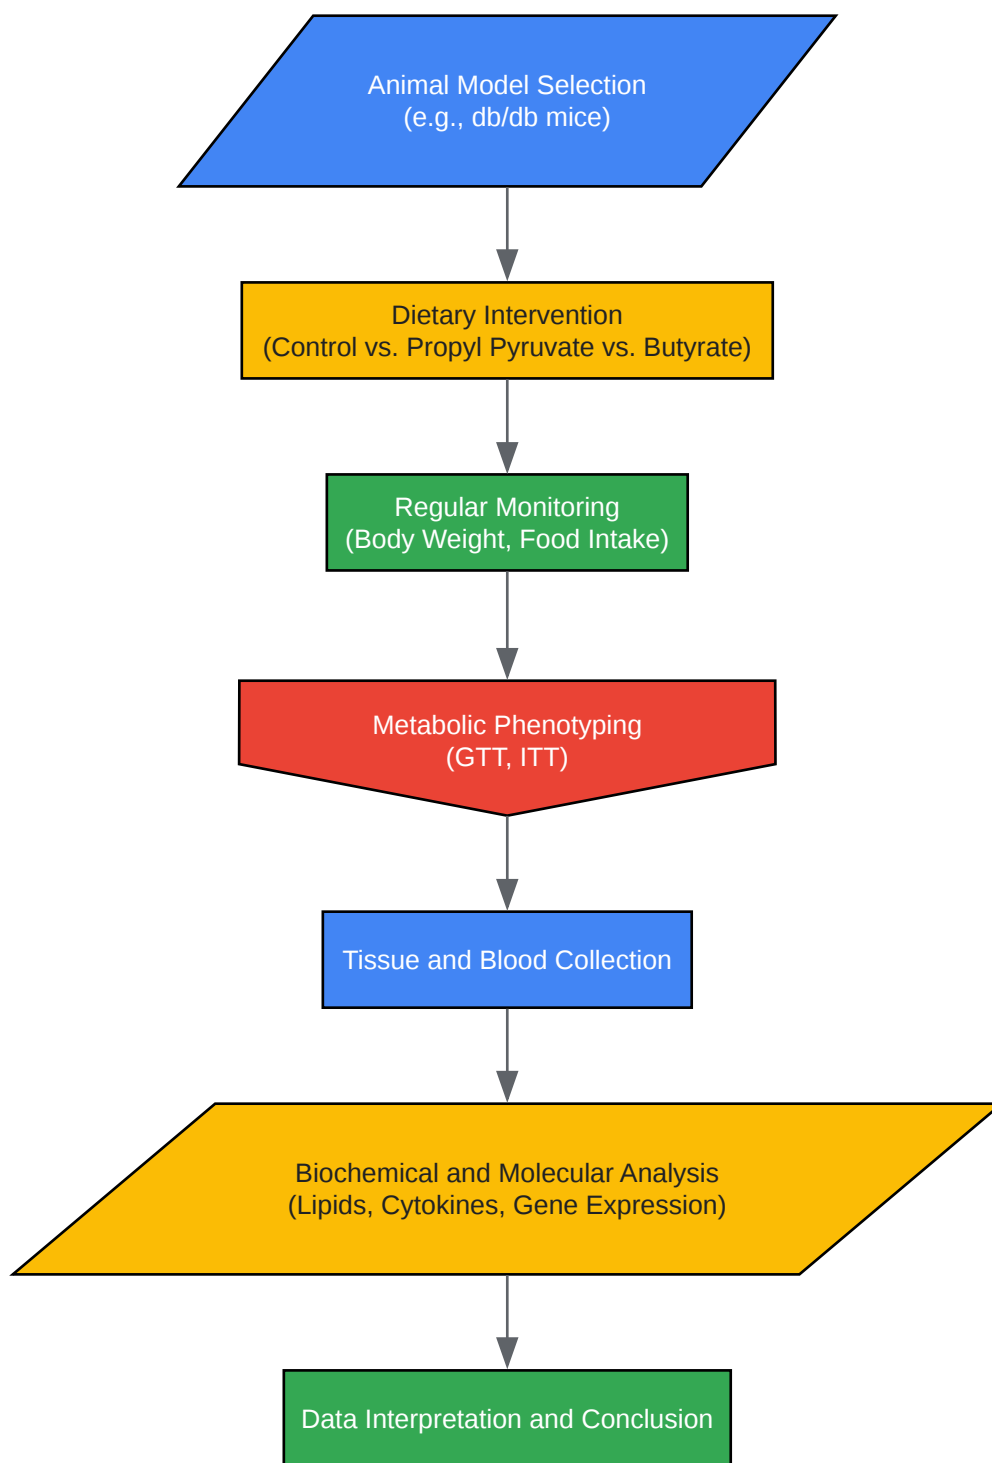 Animal Model Selection
(e.g., db/db mice)
Dietary Intervention
(Control vs. Propyl Pyruvate vs. Butyrate)
Regular Monitoring
(Body Weight, Food Intake)
Metabolic Phenotyping
(GTT, ITT)
Tissue and Blood Collection
Biochemical and Molecular Analysis
(Lipids, Cytokines, Gene Expression)
Data Interpretation and Conclusion